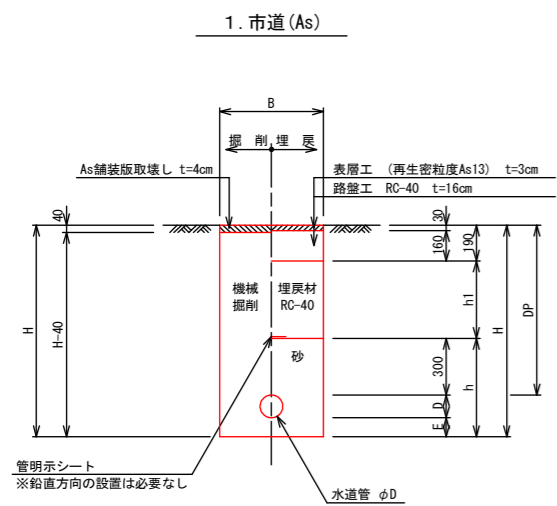 1.市道(As)
B
掘 削 埋 戻
As舗装版取壊し t=4cm
表層工 (再生密粒度As13) t=3cm
路盤工 RC-40 t=16cm
40
30
160
190
H
H-40
機械
掘削
埋戻材
RC-40
h1
H
DP
砂
300
h
D
E
管明示シート
※鉛直方向の設置は必要なし
水道管 φD